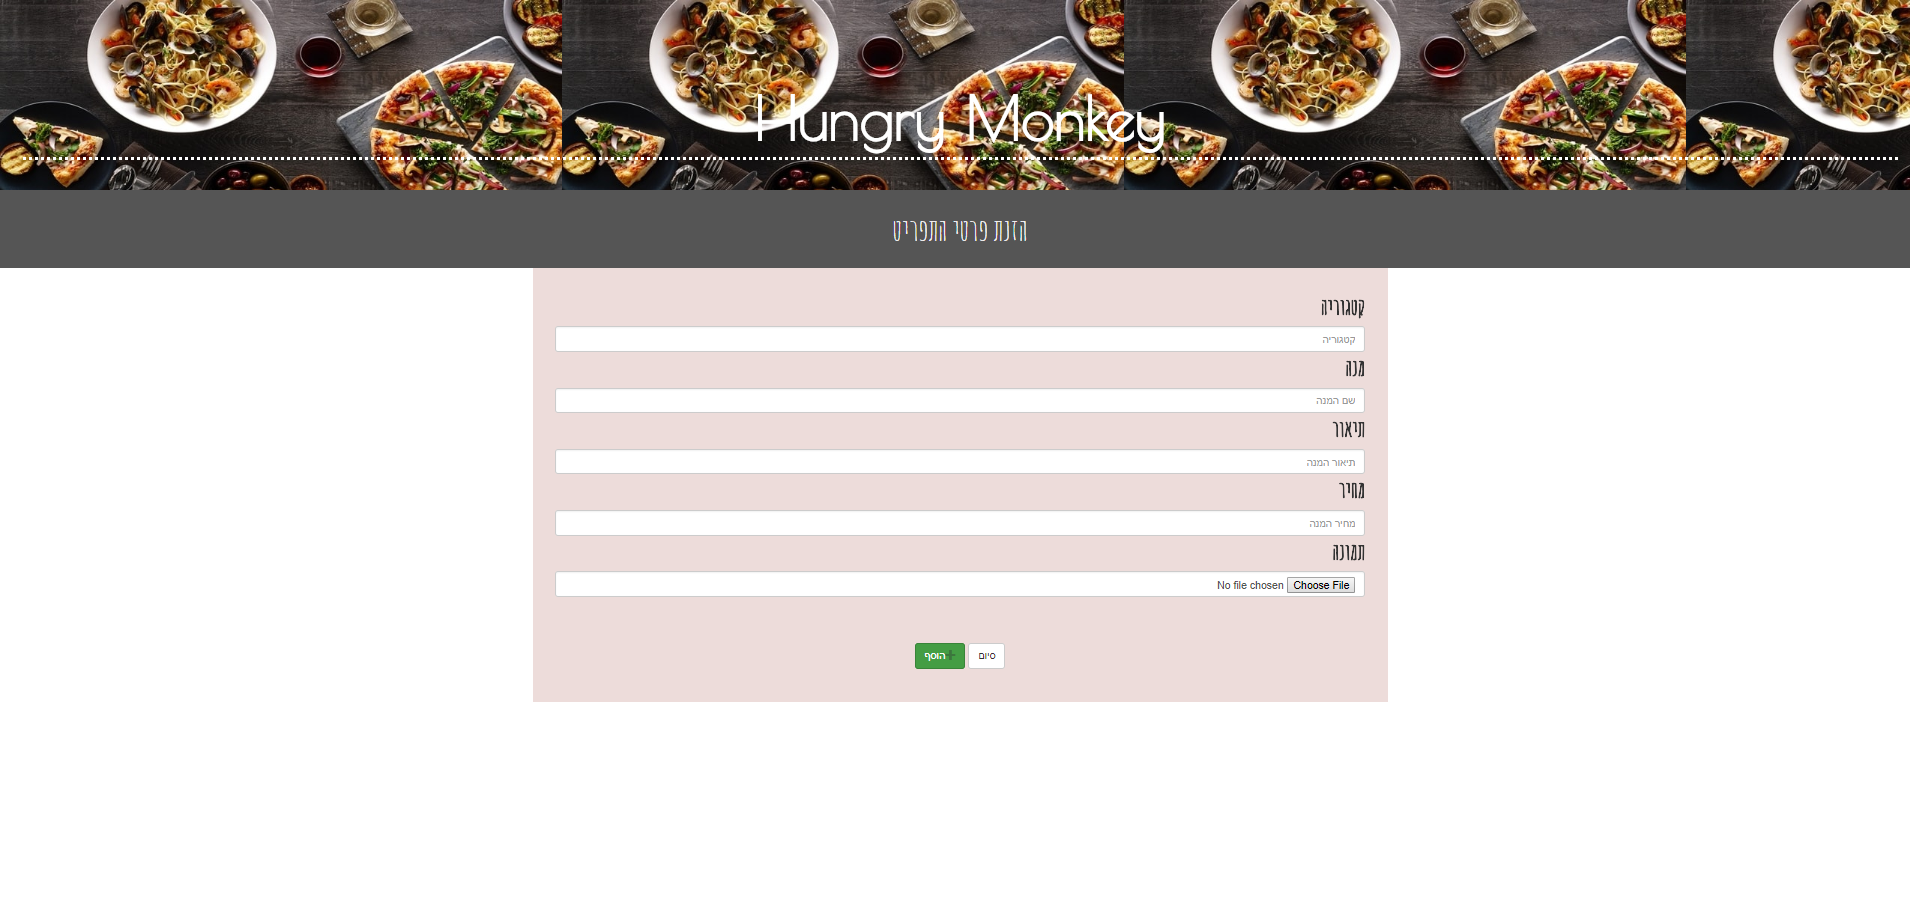 Hungry Monkey
הזנת פרטי התפריט
קטגוריה
קטגוריה
מנה
שם המנה
תיאור
תיאור המנה
מחיר
מחיר המנה
תמונה
Choose File No file chosen
סיום הוסף